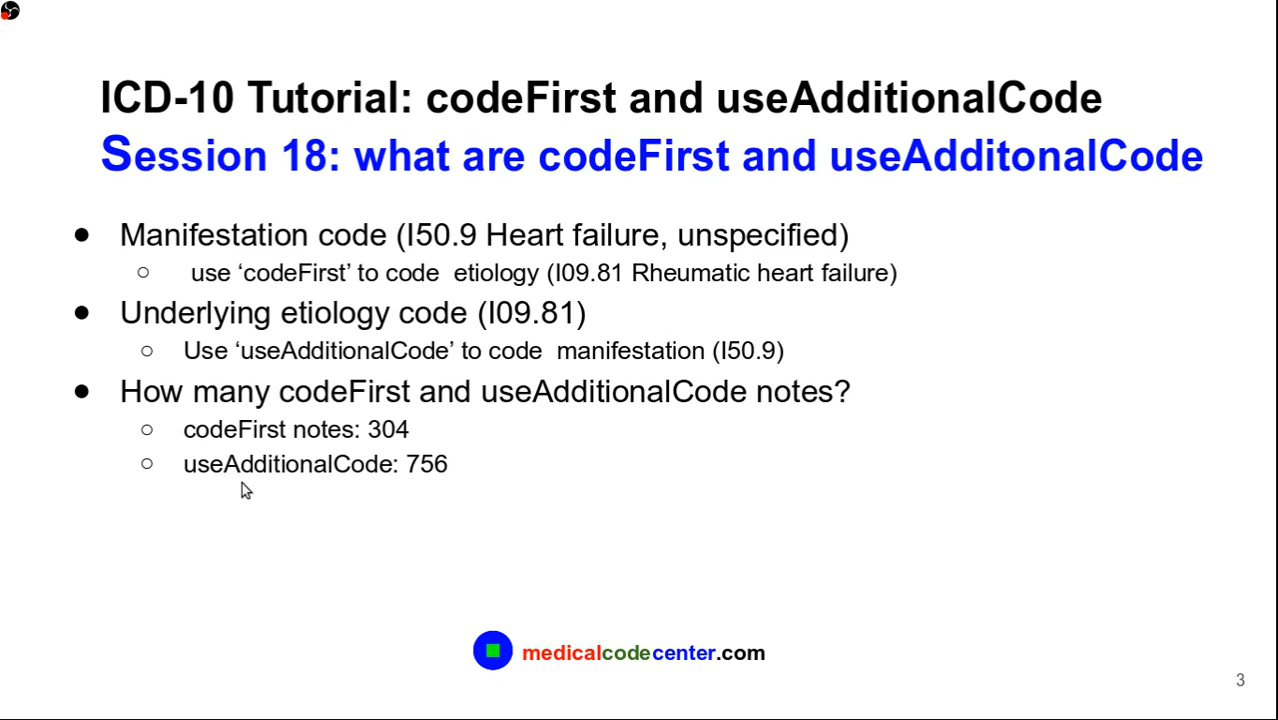 ICD-10 Tutorial: codeFirst and useAdditionalCode
Session 18: what are codeFirst and useAdditonalCode
● Manifestation code (I50.9 Heart failure, unspecified)
○ use ‘codeFirst’ to code etiology (I09.81 Rheumatic heart failure)
● Underlying etiology code (I09.81)
○ Use ‘useAdditionalCode’ to code manifestation (I50.9)
● How many codeFirst and useAdditionalCode notes?
○ codeFirst notes: 304
○ useAdditionalCode: 756
medicalcodecenter.com
3